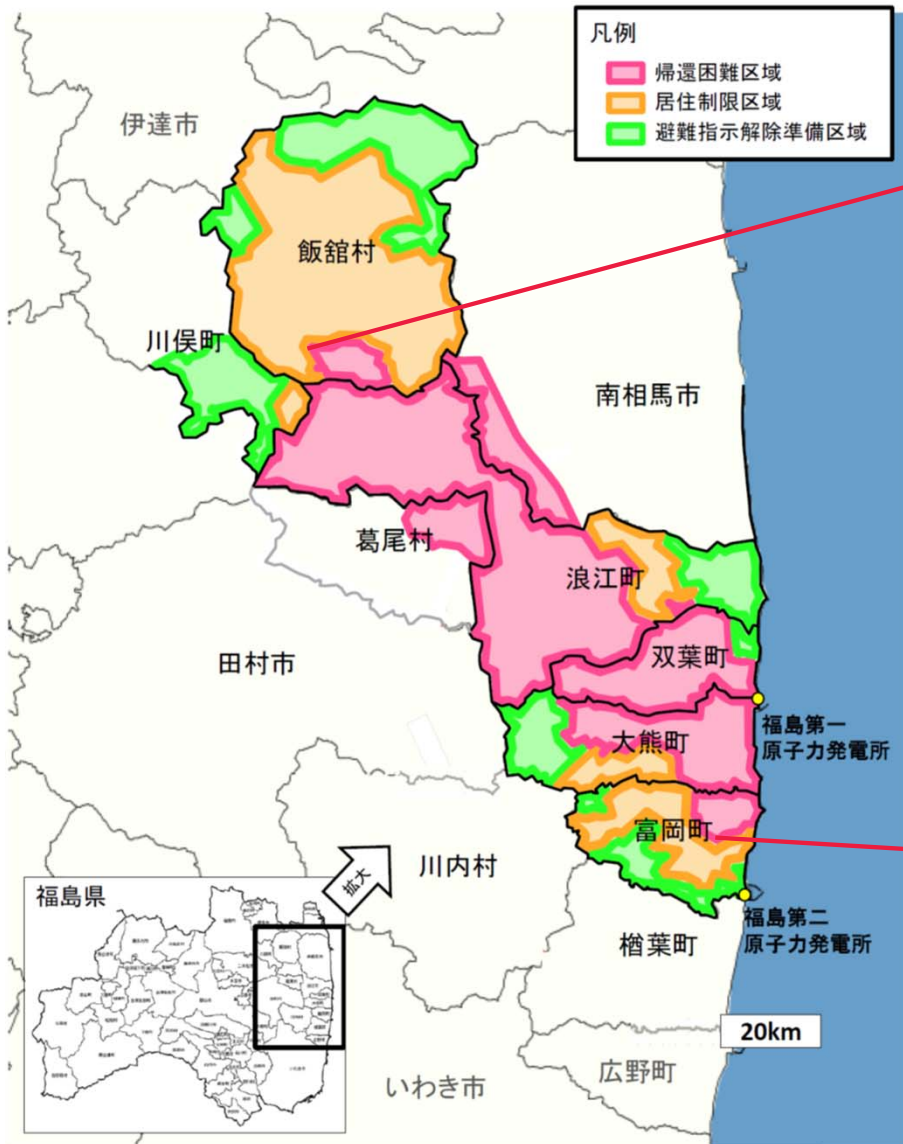 凡例
帰還困難区域
居住制限区域
避難指示解除準備区域
伊達市
飯舘村
川俣町
南相馬市
葛尾村
浪江町
田村市
双葉町
福島第一
原子力発電所
大熊町
富岡町
川内村
拡大
福島県
福島第二
原子力発電所
楢葉町
20km
広野町
いわき市